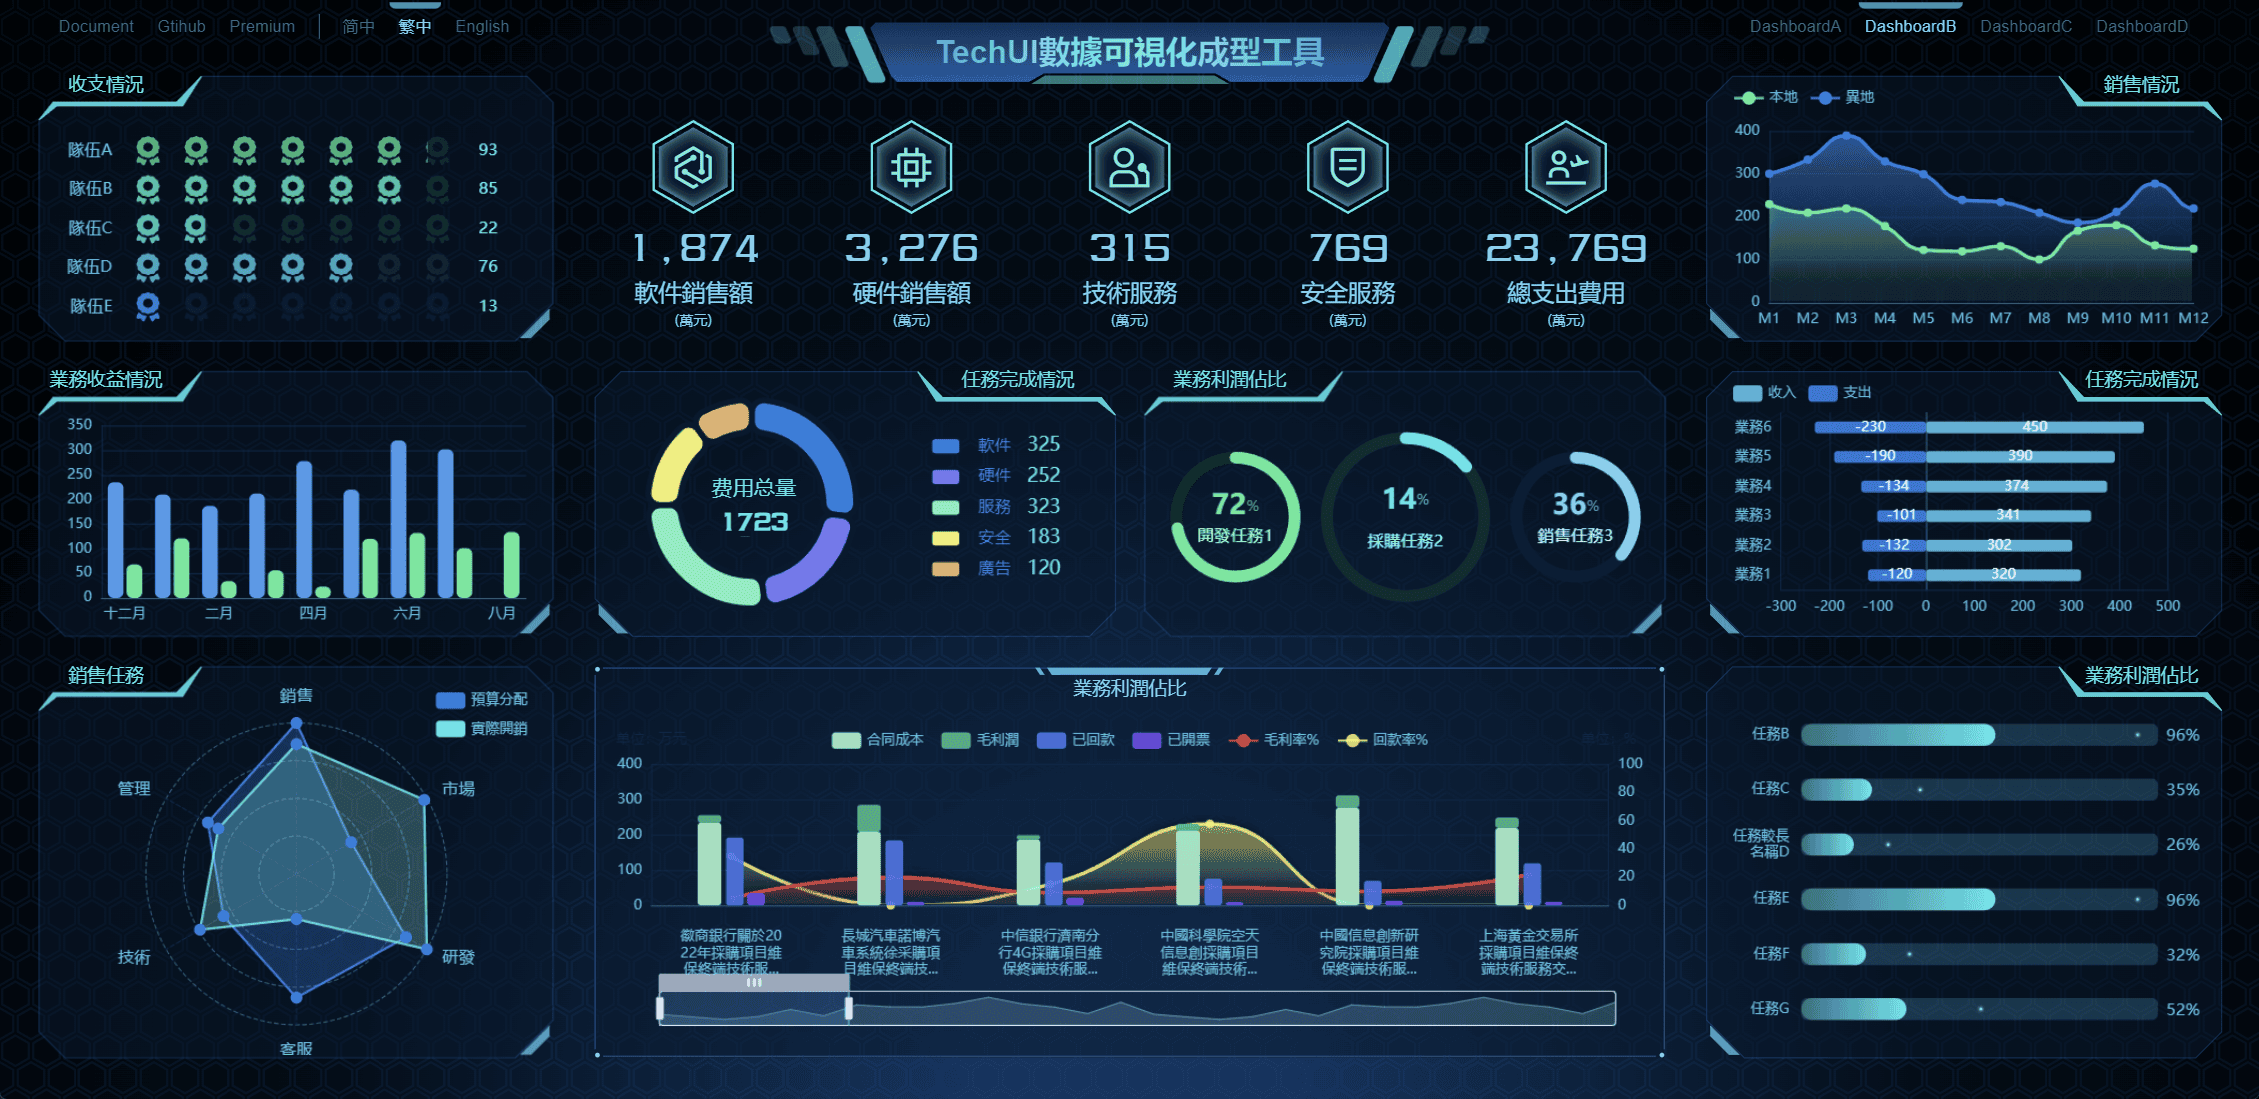 Document Gtihub Premium 简中 繁中 English
TechUI數據可視化成型工具
DashboardA DashboardB DashboardC DashboardD
收支情況
隊伍A 93
隊伍B 85
隊伍C 22
隊伍D 76
隊伍E 13
1,874
軟件銷售額
(萬元)
3,276
硬件銷售額
(萬元)
315
技術服務
(萬元)
769
安全服務
(萬元)
23,769
總支出費用
(萬元)
銷售情況
本地 異地
400
300
200
100
0
M1 M2 M3 M4 M5 M6 M7 M8 M9 M10 M11 M12
業務收益情況
350
300
250
200
150
100
50
0
十二月 二月 四月 六月 八月
任務完成情況
费用总量
1723
軟件 325
硬件 252
服務 323
安全 183
廣告 120
業務利潤佔比
72%
開發任務1
14%
採購任務2
36%
銷售任務3
任務完成情況
收入 支出
業務6 -230 450
業務5 -190 390
業務4 -134 374
業務3 -101 341
業務2 -132 302
業務1 -120 320
-300 -200 -100 0 100 200 300 400 500
銷售任務
預算分配
實際開銷
銷售
管理
市場
技術
研發
客服
業務利潤佔比
合同成本 毛利潤 已回款 已開票 毛利率% 回款率%
400
300
200
100
0
100
80
60
40
20
0
徽商銀行關於20
22年採購項目維
保終端技術服...
長城汽車諾博汽
車系統徐采購項
目維保終端技...
中信銀行濟南分
行4G採購項目維
保終端技術服...
中國科學院空天
信息創採購項目
維保終端技術...
中國信息創新研
究院採購項目維
保終端技術服...
上海黃金交易所
採購項目維保終
端技術服務交...
業務利潤佔比
任務B 96%
任務C 35%
任務較長
名稱D 26%
任務E 96%
任務F 32%
任務G 52%